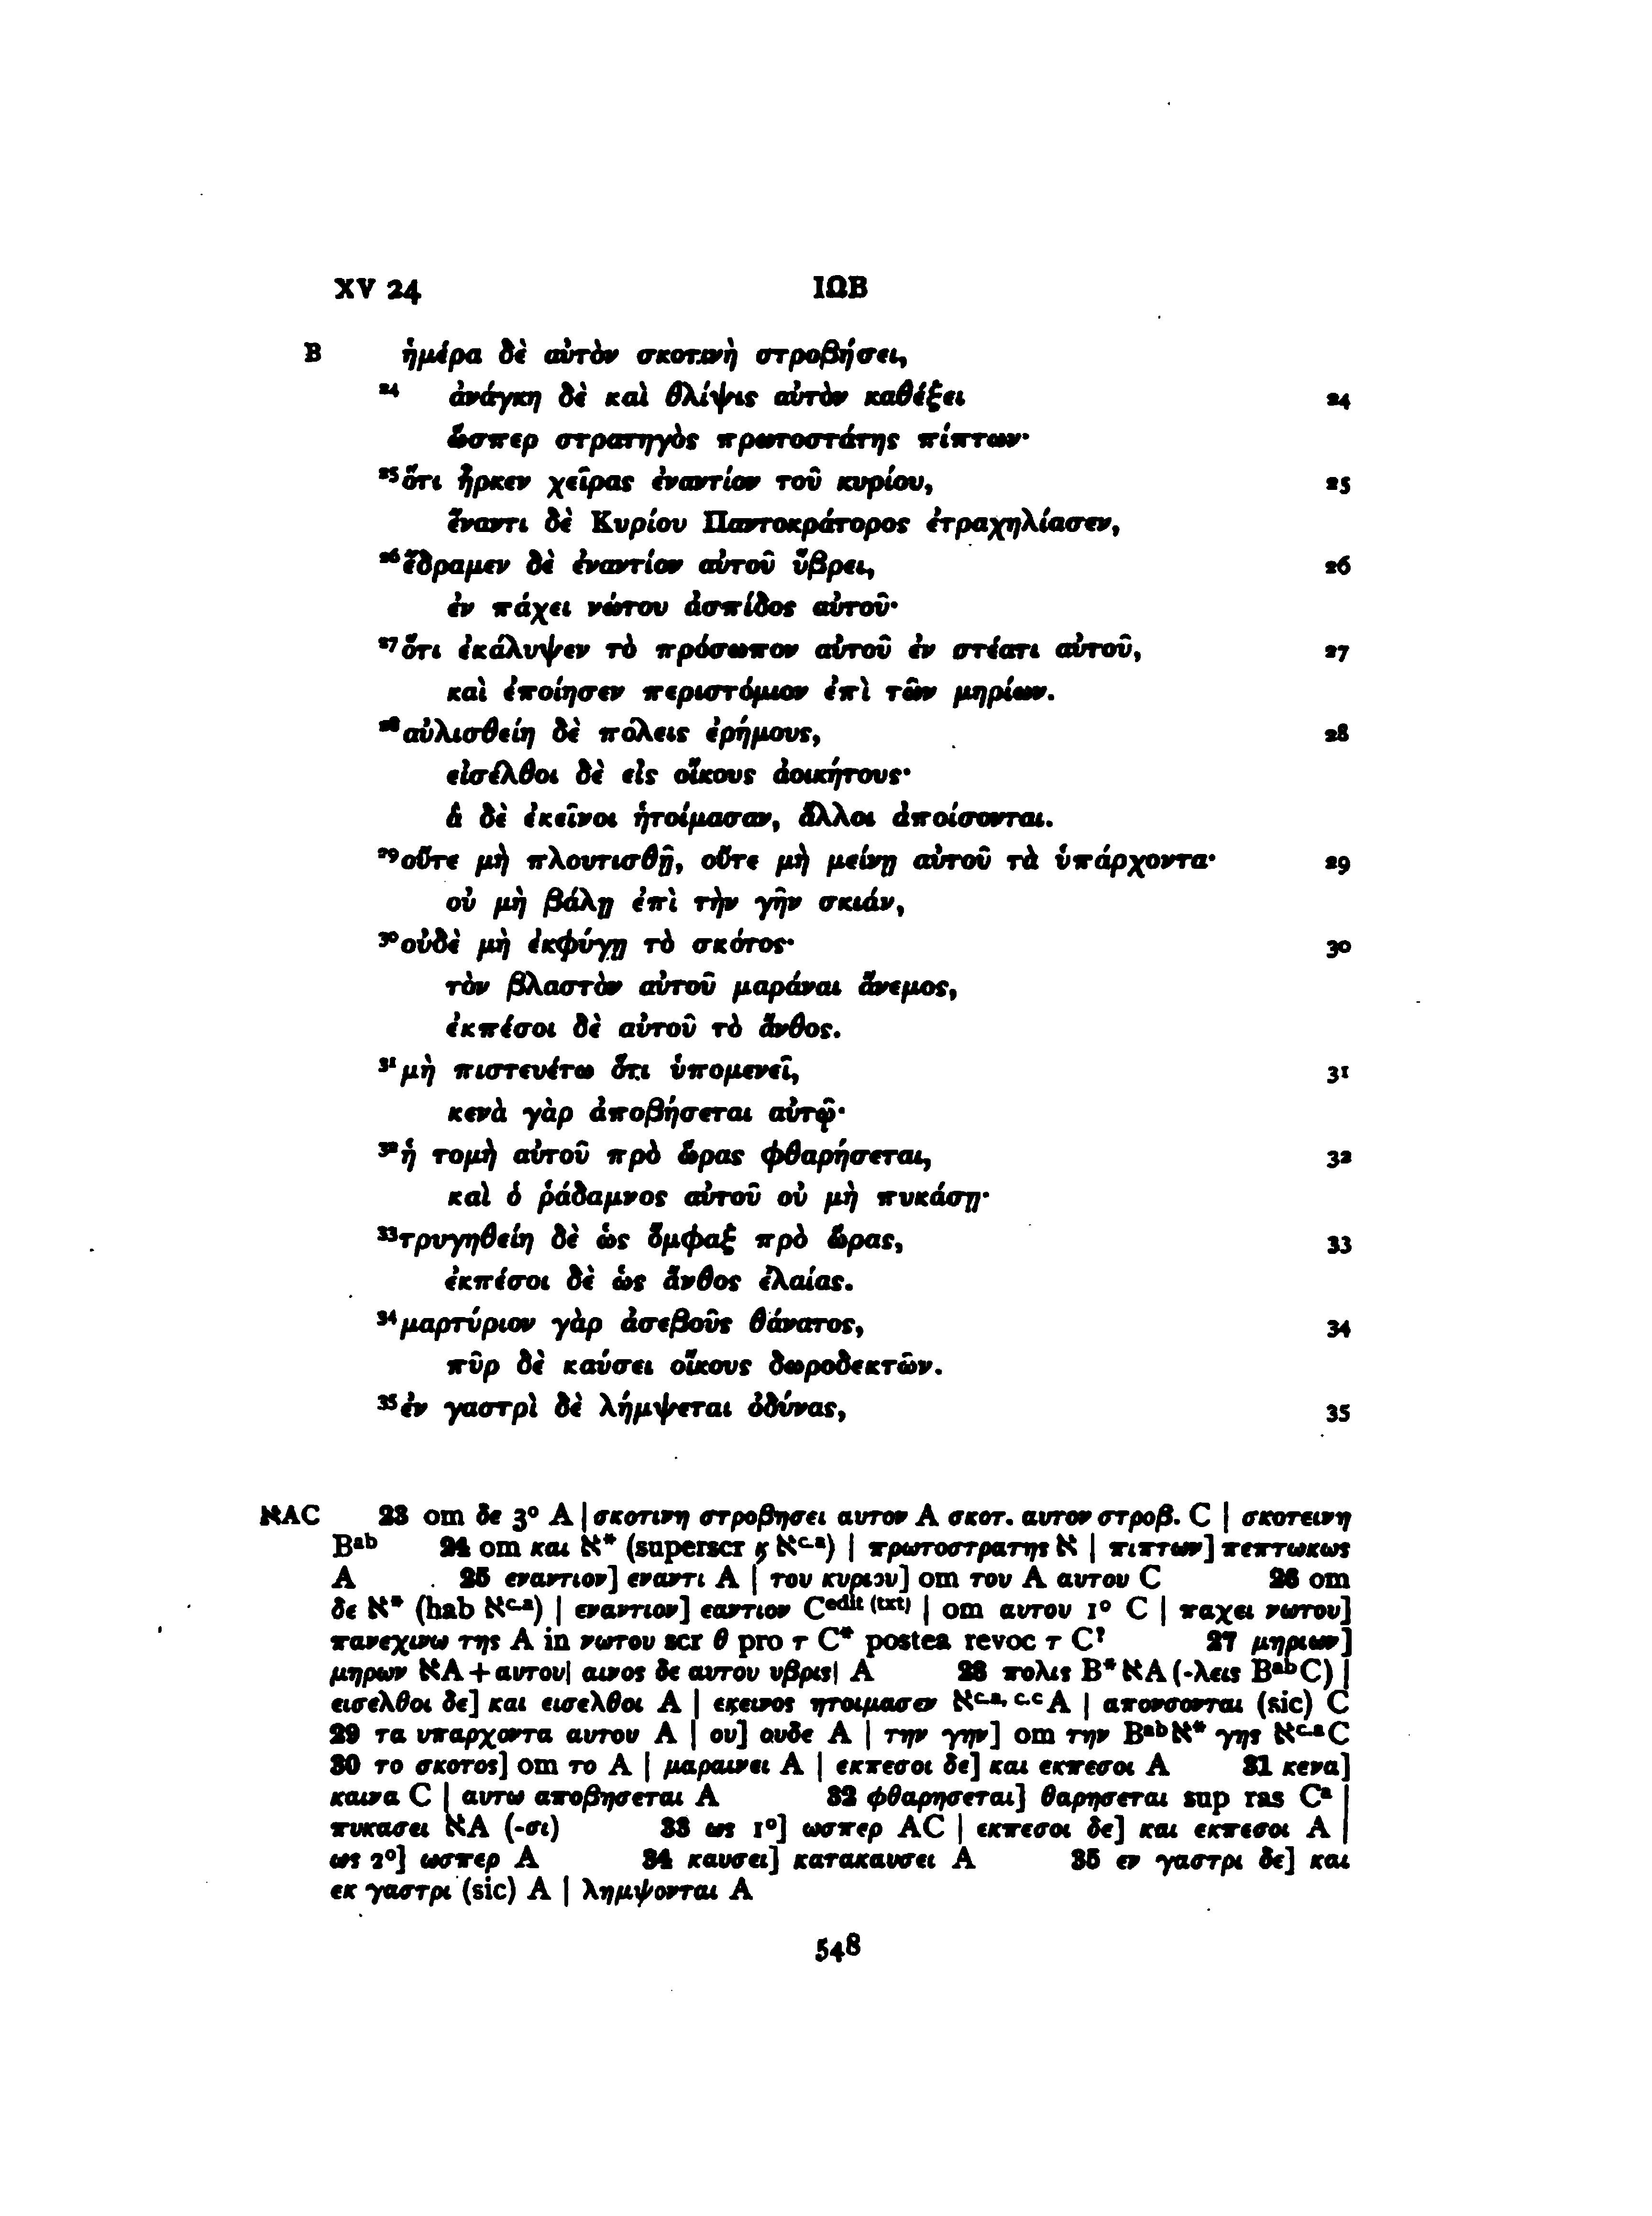 XV 24 ΙΩΒ
B ἡμέρα δὲ αὐτὸν σκοτινὴ στροβήσει,
24 ἀνάγκη δὲ καὶ θλίψις αὐτὸν καθέξει 24
ὥσπερ στρατηγὸς πρωτοστάτης πίπτων·
25 ὅτι ἦρκεν χεῖρας ἐναντίον τοῦ κυρίου, 25
ἔναντι δὲ Κυρίου Παντοκράτορος ἐτραχηλίασεν,
26 ἔδραμεν δὲ ἐναντίον αὐτοῦ ὕβρει, 26
ἐν πάχει νώτου ἀσπίδος αὐτοῦ·
27 ὅτι ἐκάλυψεν τὸ πρόσωπον αὐτοῦ ἐν στέατι αὐτοῦ, 27
καὶ ἐποίησεν περιστόμιον ἐπὶ τῶν μηρίων.
28 αὐλισθείη δὲ πόλεις ἐρήμους, 28
εἰσέλθοι δὲ εἰς οἴκους ἀοικήτους·
ἃ δὲ ἐκεῖνοι ἡτοίμασαν, ἄλλοι ἀποίσονται.
29 οὔτε μὴ πλουτισθῇ, οὔτε μὴ μείνῃ αὐτοῦ τὰ ὑπάρχοντα· 29
οὐ μὴ βάλῃ ἐπὶ τὴν γῆν σκιάν,
30 οὐδὲ μὴ ἐκφύγῃ τὸ σκότος· 30
τὸν βλαστὸν αὐτοῦ μαράναι ἄνεμος,
ἐκπέσοι δὲ αὐτοῦ τὸ ἄνθος.
31 μὴ πιστευέτω ὅτι ὑπομενεῖ, 31
κενὰ γὰρ ἀποβήσεται αὐτῷ·
32 ἡ τομὴ αὐτοῦ πρὸ ὥρας φθαρήσεται, 32
καὶ ὁ ῥάδαμνος αὐτοῦ οὐ μὴ πυκάσῃ·
33 τρυγηθείη δὲ ὡς ὄμφαξ πρὸ ὥρας, 33
ἐκπέσοι δὲ ὡς ἄνθος ἐλαίας.
34 μαρτύριον γὰρ ἀσεβοῦς θάνατος, 34
πῦρ δὲ καύσει οἴκους δωροδεκτῶν.
35 ἐν γαστρὶ δὲ λήμψεται ὀδύνας, 35
אAC 23 om δε 3° A | σκοτινη στροβησει αυτον A σκοτ. αυτον στροβ. C | σκοτεινη
Bab 24 om και א* (superscr ϗ אc.a) | πρωτοστρατης א | πιπτων] πεπτωκως
A 25 εναντιον] εναντι A | του κυριου] om του A αυτου C 26 om
δε א* (hab אc.a) | εναντιον] εαντιον Cedit (txt) | om αυτου 1° C | παχει νωτου]
πανεχινω της A in νωτου scr θ pro τ C* postea revoc τ C? 27 μηριων]
μηρων אA + αυτου| αινος δε αυτου υβρις| A 28 πολις B*אA (-λεις BabC) |
εισελθοι δε] και εισελθοι A | εκεινος ητοιμασεν אc.a, c.c A | αποισονται (sic) C
29 τα υπαρχοντα αυτου A | ου] ουδε A | την γην] om την Babא* γης אc.aC
30 το σκοτος] om το A | μαραινει A | εκπεσοι δε] και εκπεσοι A 31 κενα]
καινα C | αυτω αποβησεται A 32 φθαρησεται] θαρησεται sup ras Ca |
πυκασει אA (-σι) 33 ως 1°] ωσπερ AC | εκπεσοι δε] και εκπεσοι A |
ως 2°] ωσπερ A 34 καυσει] κατακαυσει A 35 εν γαστρι δε] και
εκ γαστρι (sic) A | λημψονται A
548